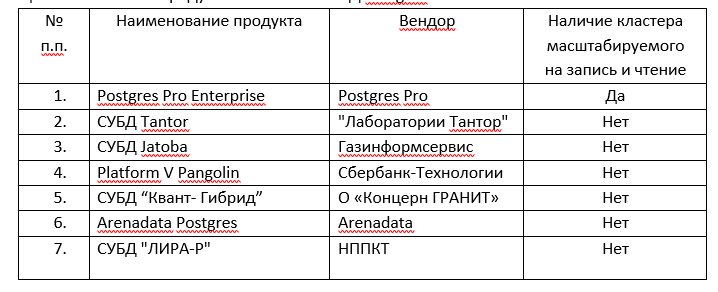 № Наименование продукта Вендор Наличие кластера
п.п. масштабируемого
на запись и чтение
1. Postgres Pro Enterprise Postgres Pro Да
2. СУБД Tantor "Лаборатории Тантор" Нет
3. СУБД Jatoba Газинформсервис Нет
4. Platform V Pangolin Сбербанк-Технологии Нет
5. СУБД “Квант- Гибрид” О «Концерн ГРАНИТ» Нет
6. Arenadata Postgres Arenadata Нет
7. СУБД "ЛИРА-Р" НППКТ Нет